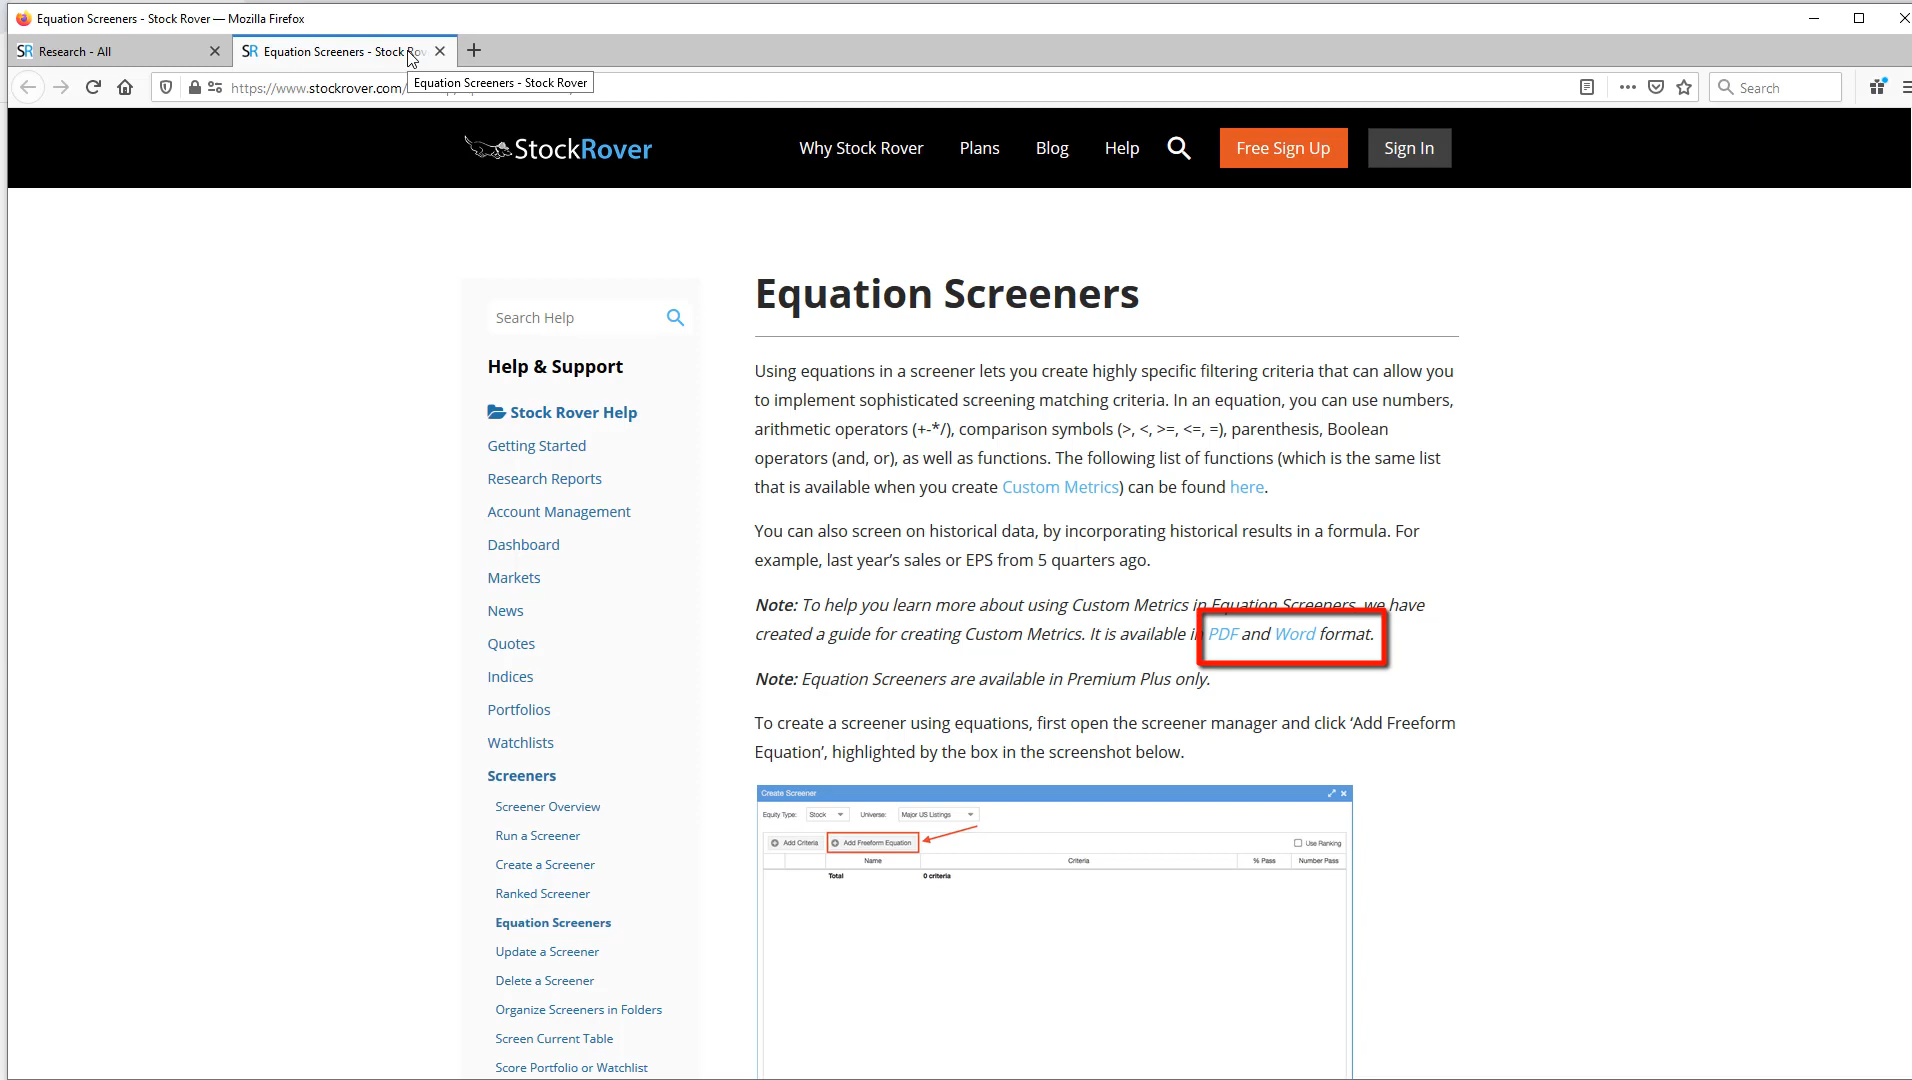 Equation Screeners - Stock Rover — Mozilla Firefox
SR Research - All
SR Equation Screeners - Stock Rov
https://www.stockrover.com/
Equation Screeners - Stock Rover
Search
StockRover
Why Stock Rover
Plans
Blog
Help
Free Sign Up
Sign In
Search Help
Help & Support
Stock Rover Help
Getting Started
Research Reports
Account Management
Dashboard
Markets
News
Quotes
Indices
Portfolios
Watchlists
Screeners
Screener Overview
Run a Screener
Create a Screener
Ranked Screener
Equation Screeners
Update a Screener
Delete a Screener
Organize Screeners in Folders
Screen Current Table
Score Portfolio or Watchlist
Equation Screeners
Using equations in a screener lets you create highly specific filtering criteria that can allow you
to implement sophisticated screening matching criteria. In an equation, you can use numbers,
arithmetic operators (+-*/), comparison symbols (>, <, >=, <=, =), parenthesis, Boolean
operators (and, or), as well as functions. The following list of functions (which is the same list
that is available when you create Custom Metrics) can be found here.
You can also screen on historical data, by incorporating historical results in a formula. For
example, last year’s sales or EPS from 5 quarters ago.
Note: To help you learn more about using Custom Metrics in Equation Screeners, we have
created a guide for creating Custom Metrics. It is available in PDF and Word format.
Note: Equation Screeners are available in Premium Plus only.
To create a screener using equations, first open the screener manager and click ‘Add Freeform
Equation’, highlighted by the box in the screenshot below.
Create Screener
Equity Type: Stock Universe: Major US Listings
Add Criteria Add Freeform Equation Use Ranking
Name Criteria % Pass Number Pass
Total 0 criteria